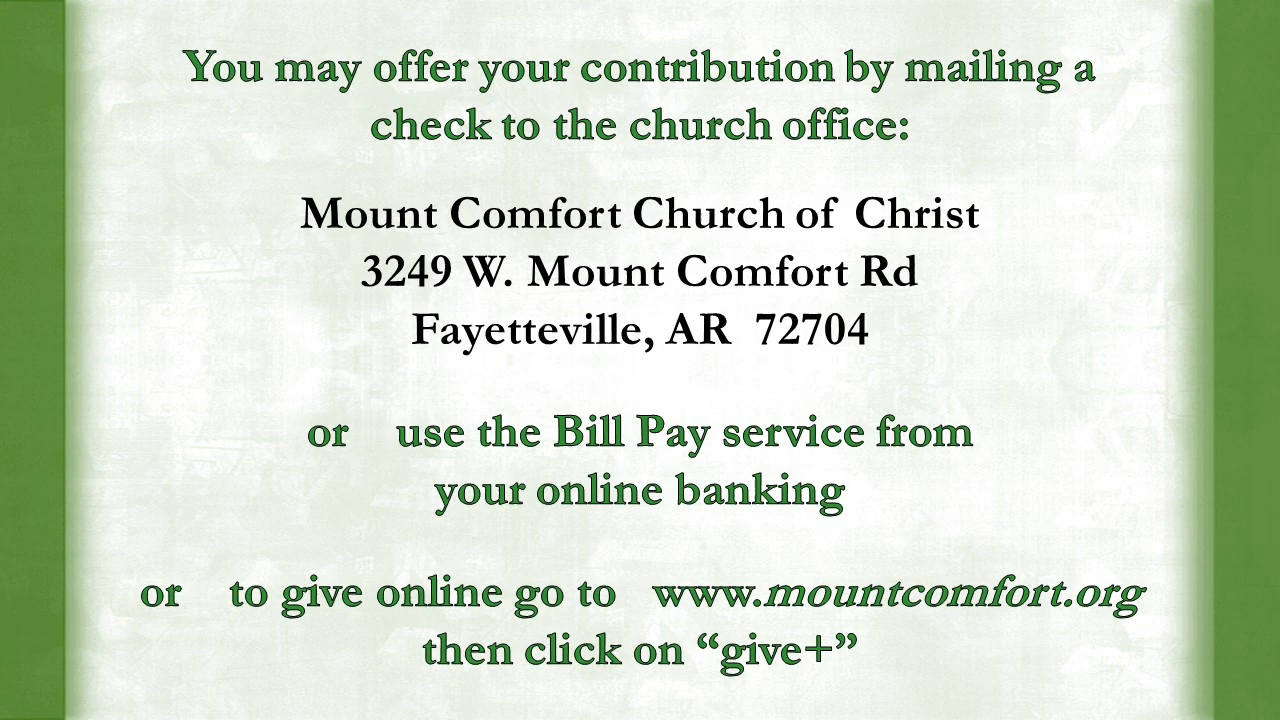 You may offer your contribution by mailing a
check to the church office:
Mount Comfort Church of Christ
3249 W. Mount Comfort Rd
Fayetteville, AR 72704
or use the Bill Pay service from
your online banking
or to give online go to www.mountcomfort.org
then click on “give+”